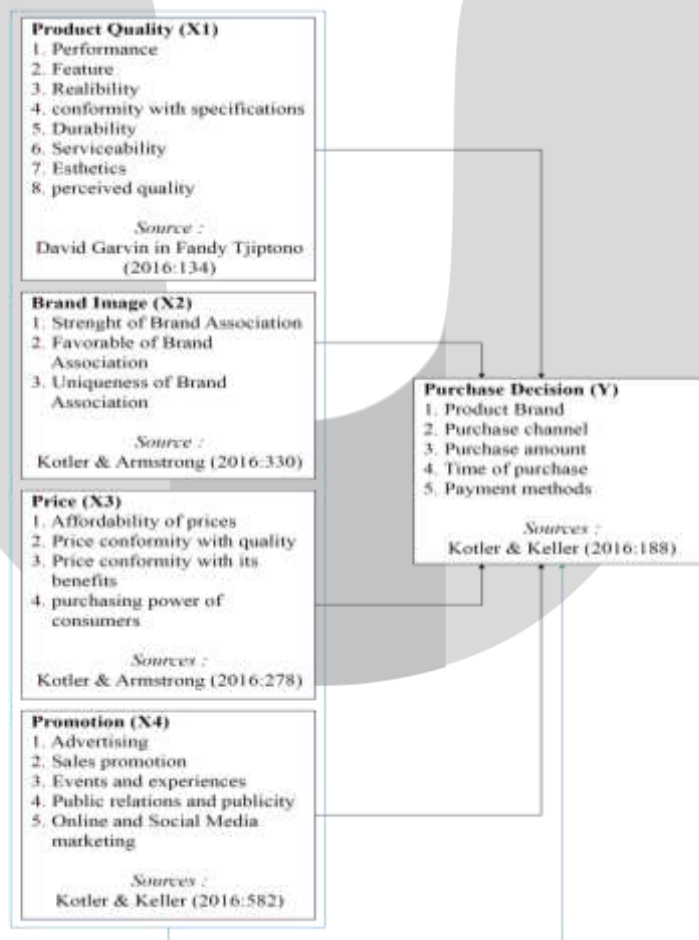 Product Quality (X1)
1. Performance
2. Feature
3. Realibility
4. conformity with specifications
5. Durability
6. Serviceability
7. Esthetics
8. perceived quality
Source :
David Garvin in Fandy Tjiptono
(2016:134)
Brand Image (X2)
1. Strenght of Brand Association
2. Favorable of Brand
Association
3. Uniqueness of Brand
Association
Source :
Kotler & Armstrong (2016:330)
Price (X3)
1. Affordability of prices
2. Price conformity with quality
3. Price conformity with its
benefits
4. purchasing power of
consumers
Sources :
Kotler & Armstrong (2016:278)
Promotion (X4)
1. Advertising
2. Sales promotion
3. Events and experiences
4. Public relations and publicity
5. Online and Social Media
marketing
Sources :
Kotler & Keller (2016:582)
Purchase Decision (Y)
1. Product Brand
2. Purchase channel
3. Purchase amount
4. Time of purchase
5. Payment methods
Sources :
Kotler & Keller (2016:188)